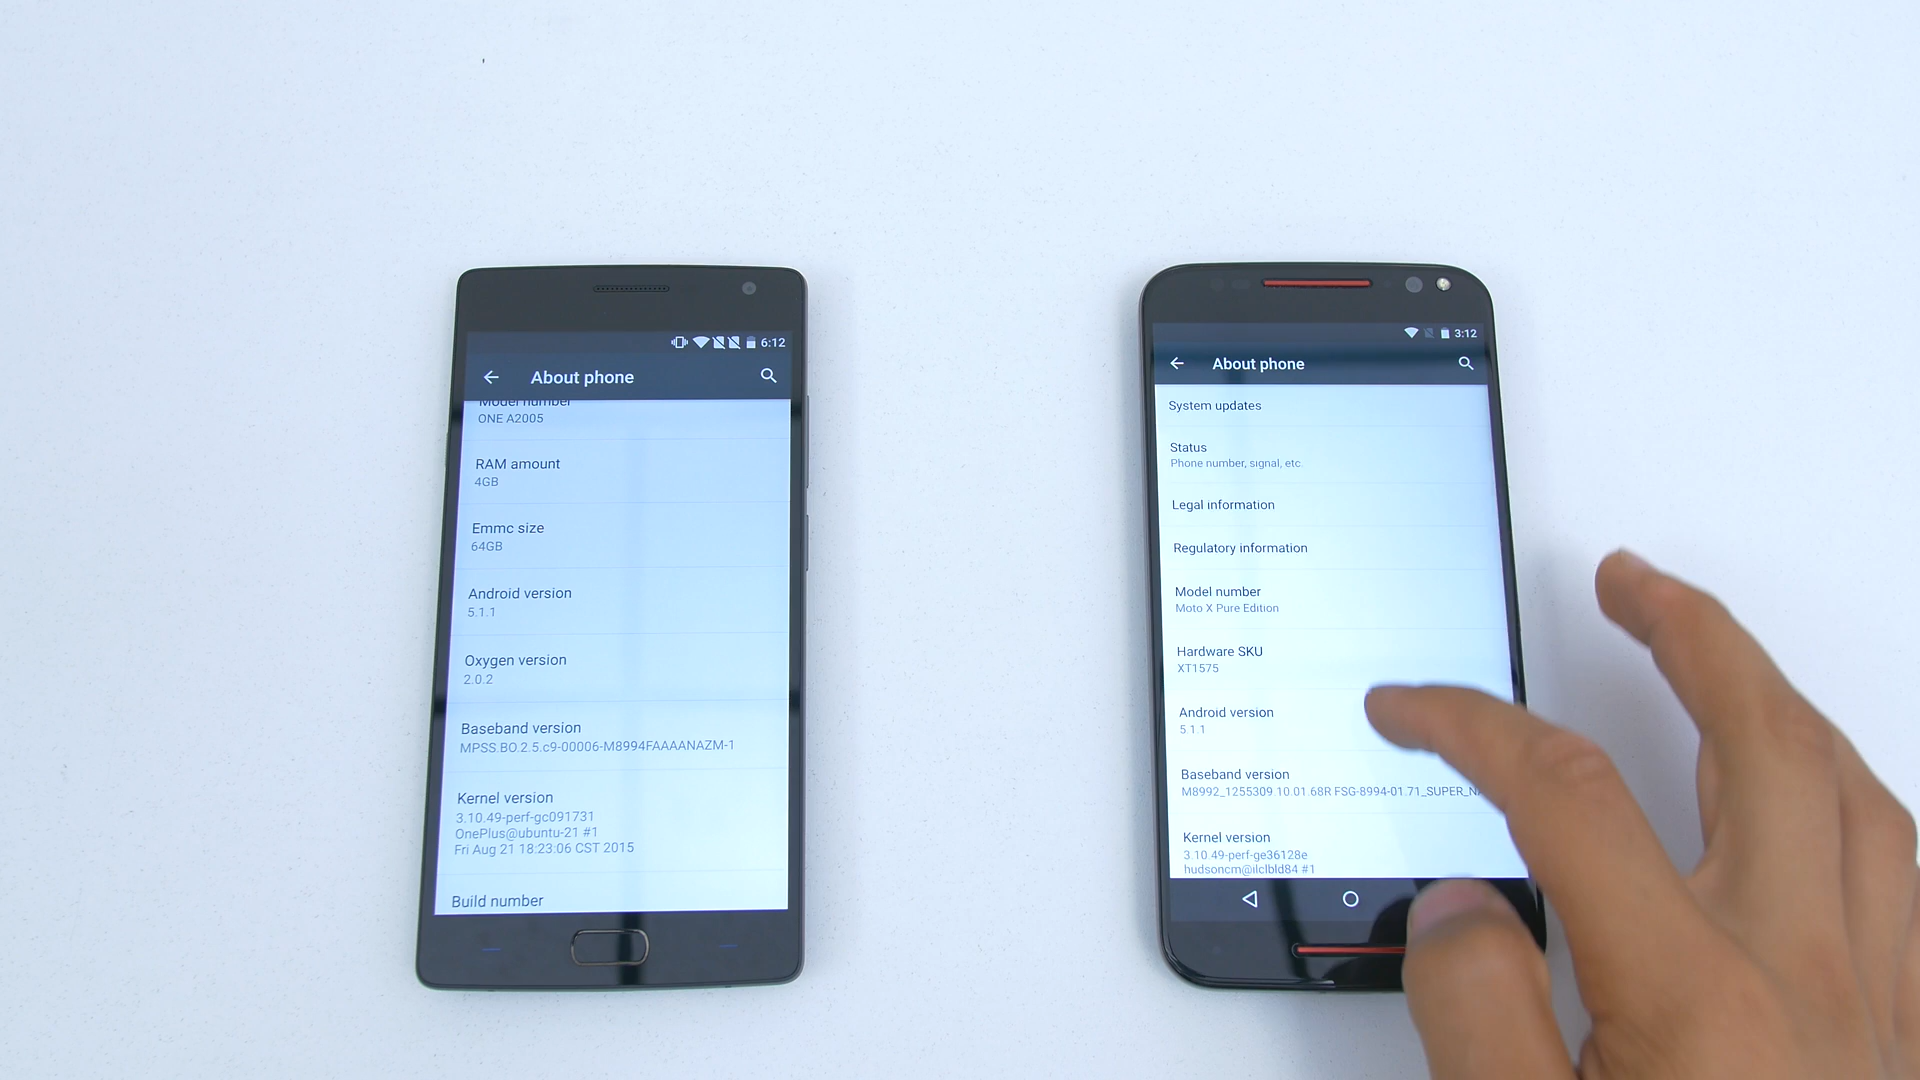 6:12
About phone
Model number
ONE A2005
RAM amount
4GB
Emmc size
64GB
Android version
5.1.1
Oxygen version
2.0.2
Baseband version
MPSS.BO.2.5.c9-00006-M8994FAAAANAZM-1
Kernel version
3.10.49-perf-gc091731
OnePlus@ubuntu-21 #1
Fri Aug 21 18:23:06 CST 2015
Build number
3:12
About phone
System updates
Status
Phone number, signal, etc.
Legal information
Regulatory information
Model number
Moto X Pure Edition
Hardware SKU
XT1575
Android version
5.1.1
Baseband version
M8992_1255309.10.01.68R FSG-8994-01.71_SUPER_N
Kernel version
3.10.49-perf-ge36128e
hudsoncm@ilclbld84 #1